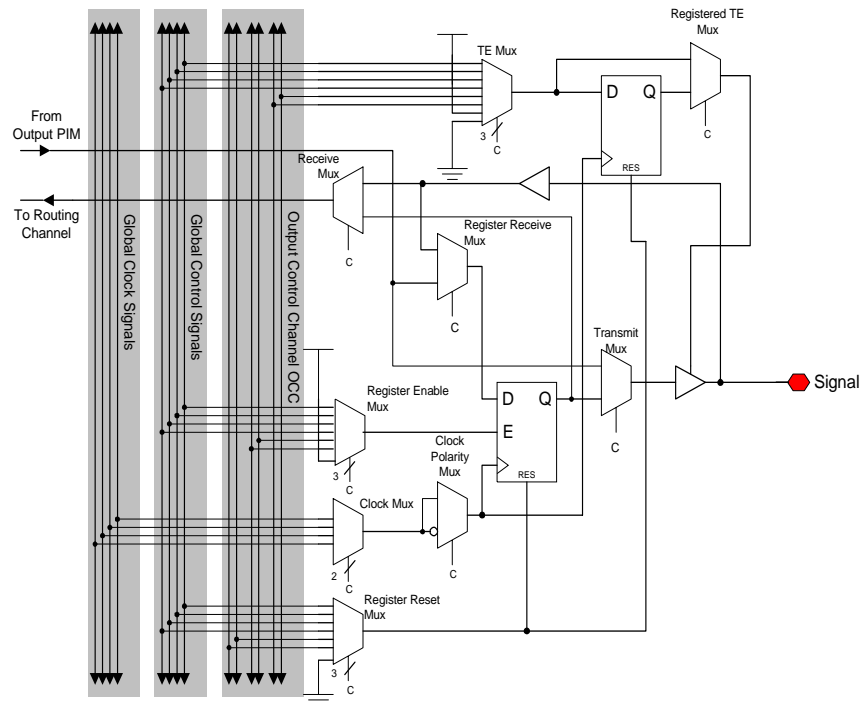 Registered TE
Mux
TE Mux
D Q
RES
3
C
C
From
Output PIM
Receive
Mux
To Routing
Channel
C
Register Receive
Mux
C
Global Clock Signals
Global Control Signals
Output Control Channel OCC
Transmit
Mux
Signal
C
Register Enable
Mux
D Q
E
RES
3
C
Clock
Polarity
Mux
C
Clock Mux
2
C
Register Reset
Mux
3
C